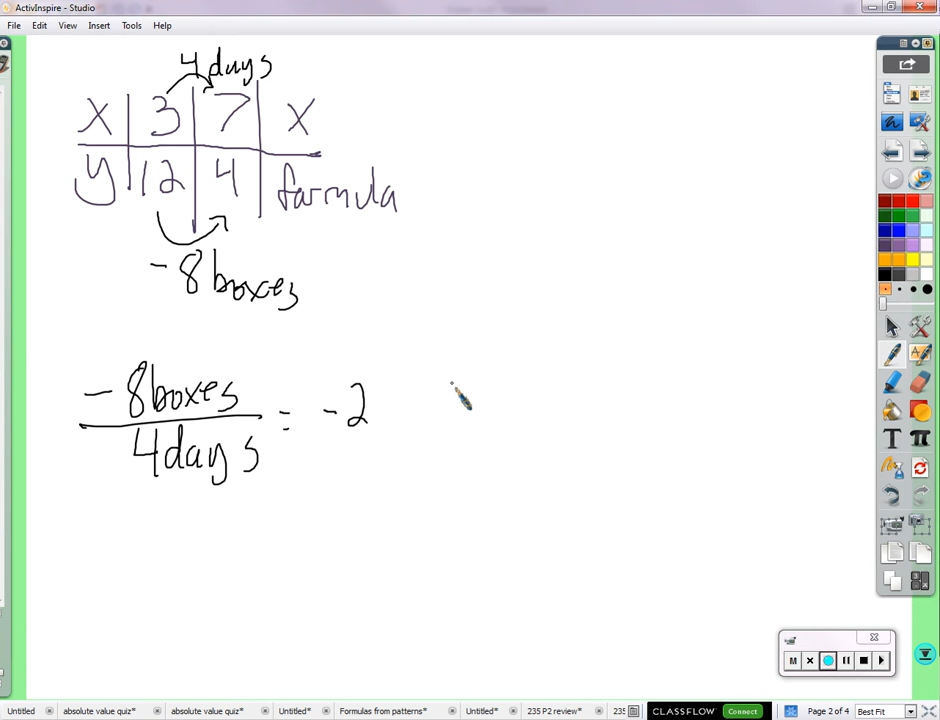 ActivInspire - Studio
File Edit View Insert Tools Help
4 days
x 3 7 x
y 12 4 formula
-8 boxes
-8 boxes
4 days
= -2
M X
Untitled absolute value quiz* absolute value quiz* Untitled* Formulas from patterns* Untitled* 235 P2 review* 235 CLASSFLOW Connect Page 2 of 4 Best Fit